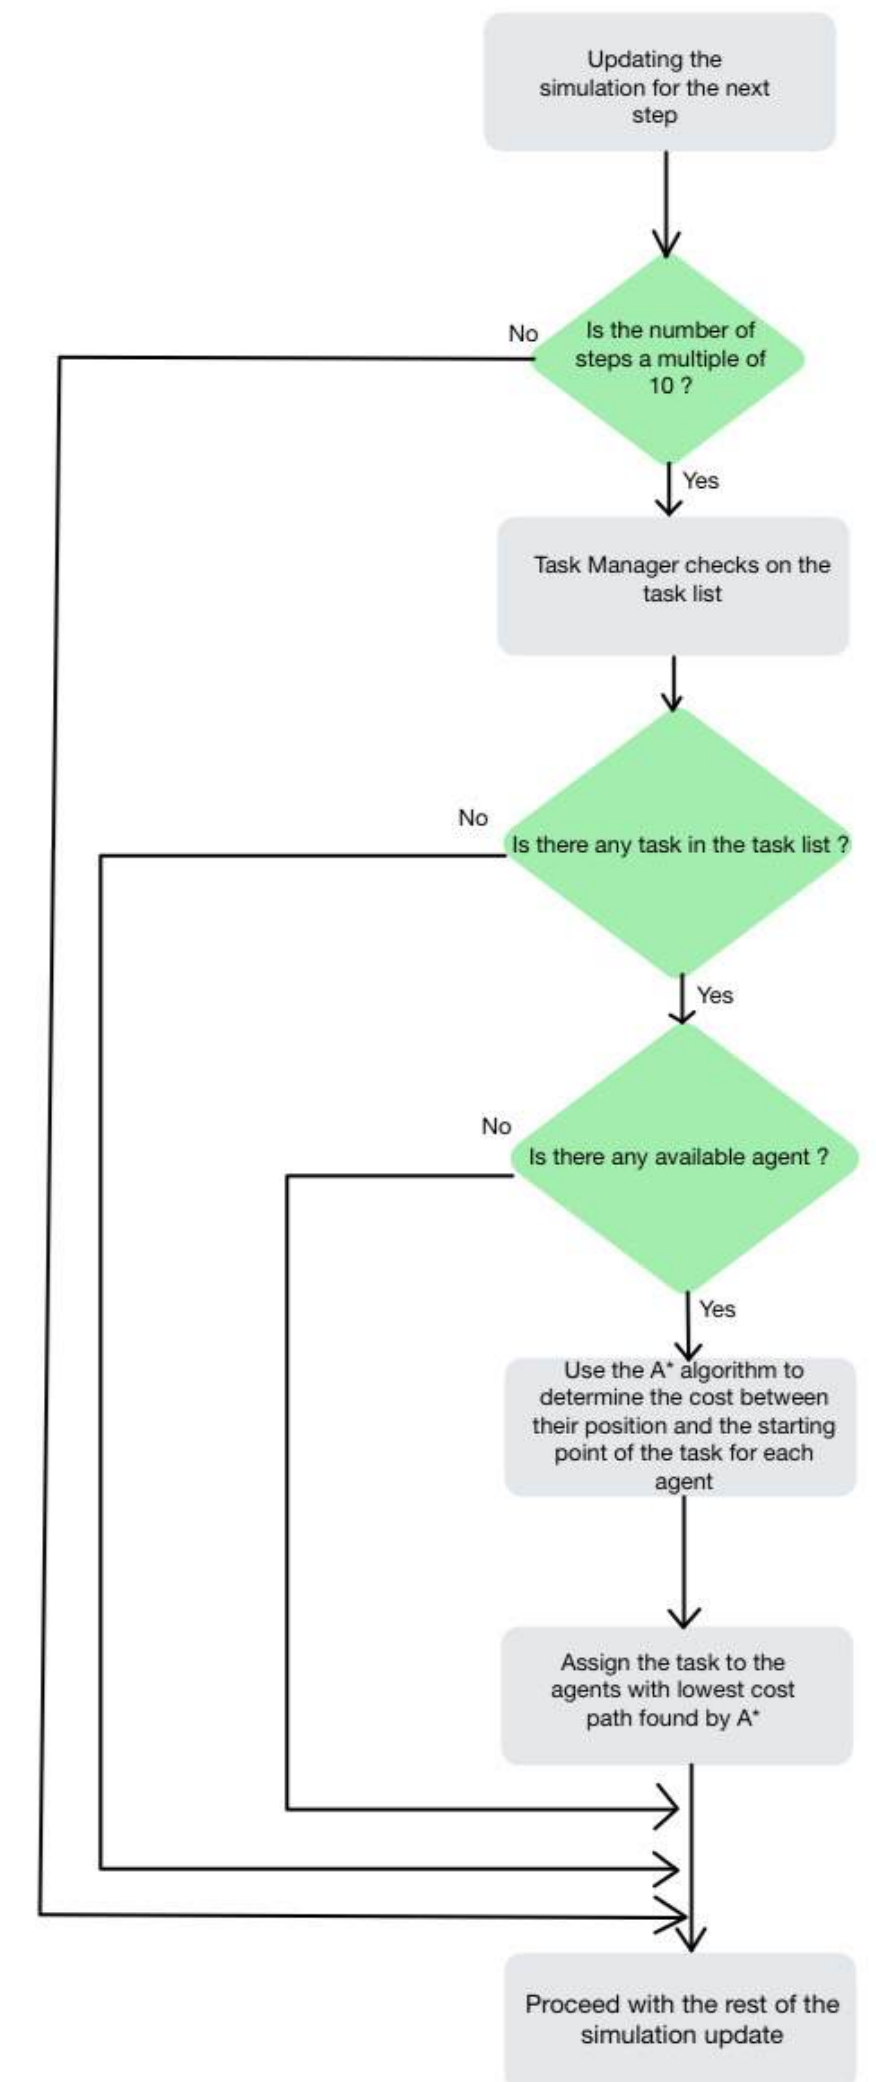 Updating the
simulation for the next
step
No
Is the number of
steps a multiple of
10 ?
Yes
Task Manager checks on the
task list
No
Is there any task in the task list ?
Yes
No
Is there any available agent ?
Yes
Use the A* algorithm to
determine the cost between
their position and the starting
point of the task for each
agent
Assign the task to the
agents with lowest cost
path found by A*
Proceed with the rest of the
simulation update